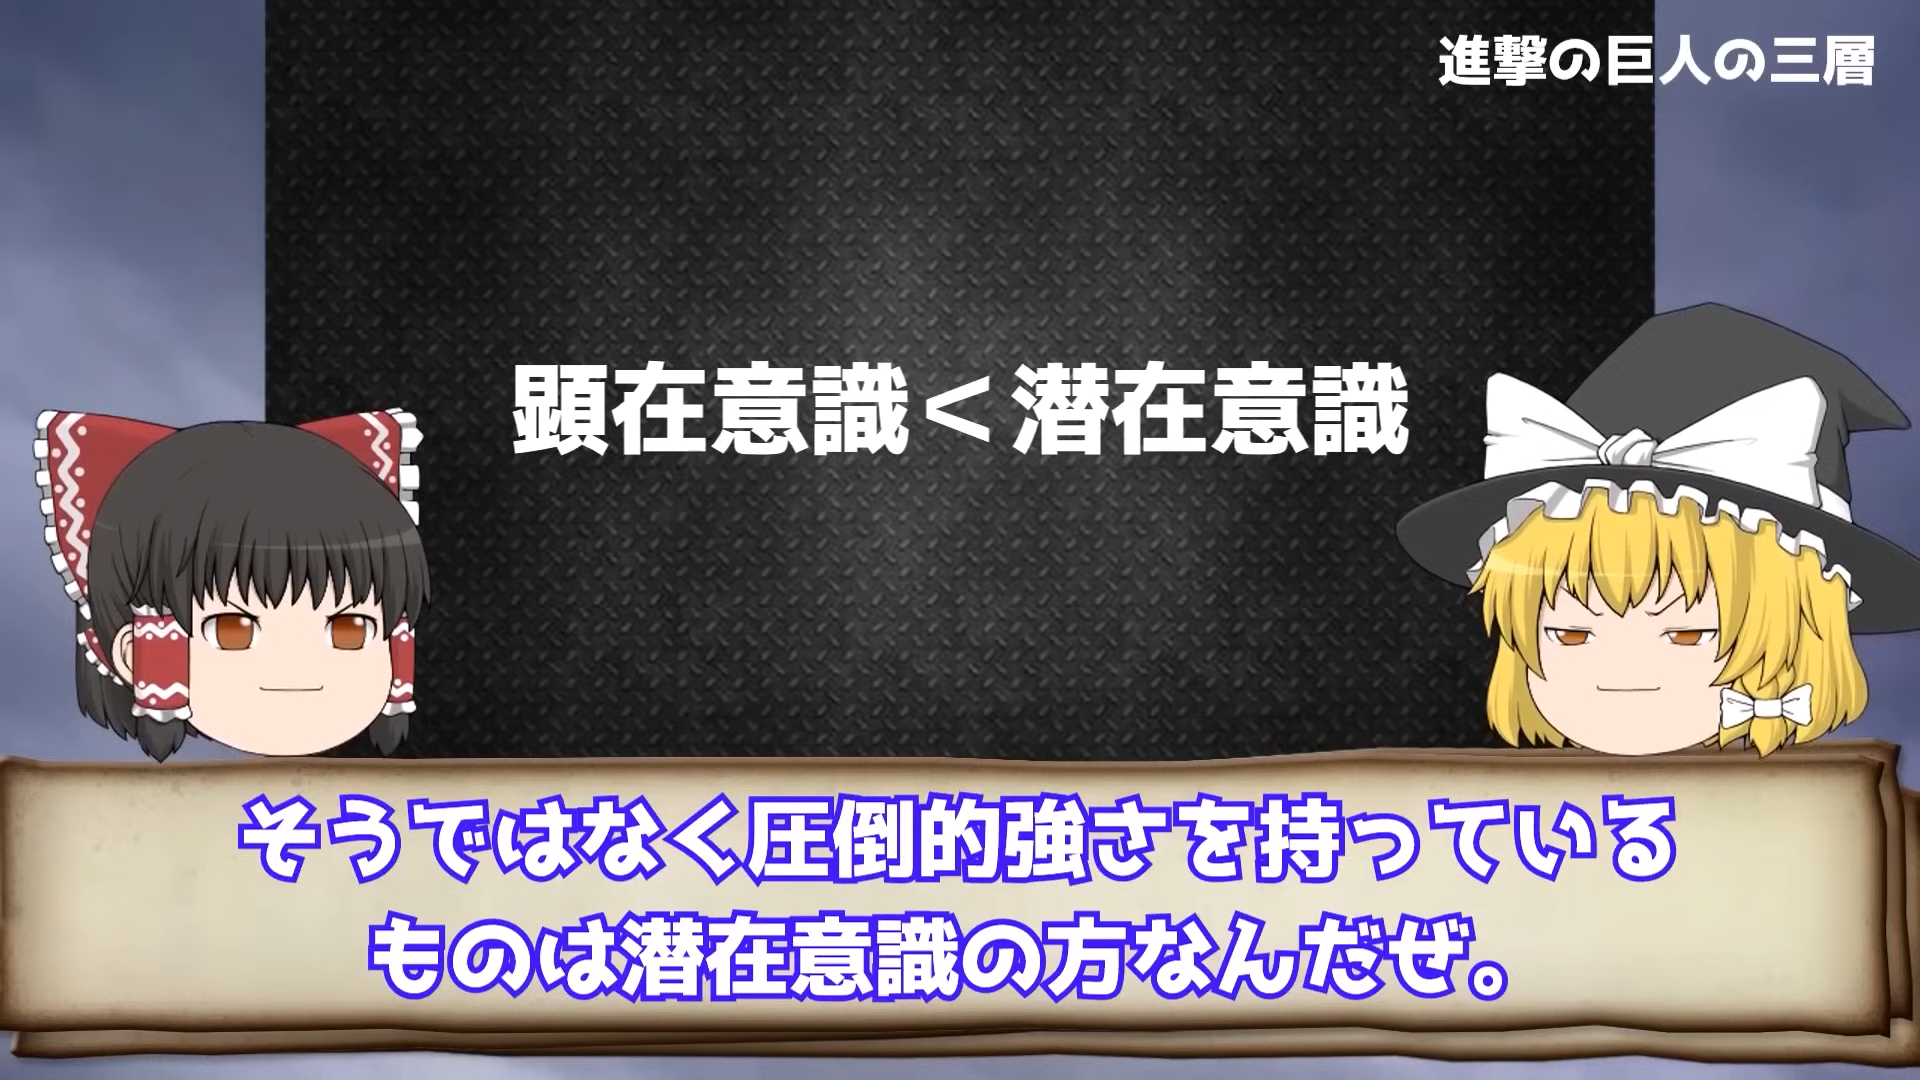 進撃の巨人の三層
顕在意識＜潜在意識
そうではなく圧倒的強さを持っている
ものは潜在意識の方なんだぜ。